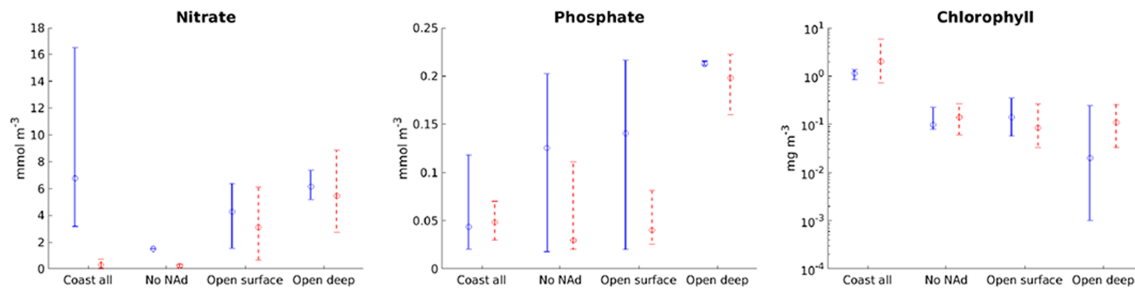 Nitrate
18
16
14
12
10
8
6
4
2
0
mmol m-3
Coast all No NAd Open surface Open deep
Phosphate
0.25
0.2
0.15
0.1
0.05
0
mmol m-3
Coast all No NAd Open surface Open deep
Chlorophyll
10^1
10^0
10^-1
10^-2
10^-3
10^-4
mg m-3
Coast all No NAd Open surface Open deep